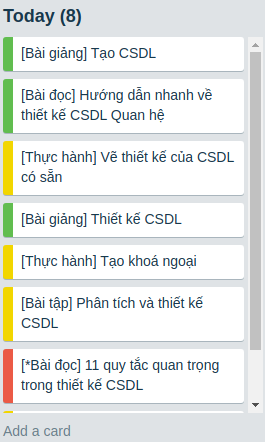 Today (8)
[Bài giảng] Tạo CSDL
[Bài đọc] Hướng dẫn nhanh về
thiết kế CSDL Quan hệ
[Thực hành] Vẽ thiết kế của CSDL
có sẵn
[Bài giảng] Thiết kế CSDL
[Thực hành] Tạo khoá ngoại
[Bài tập] Phân tích và thiết kế
CSDL
[*Bài đọc] 11 quy tắc quan trọng
trong thiết kế CSDL
Add a card